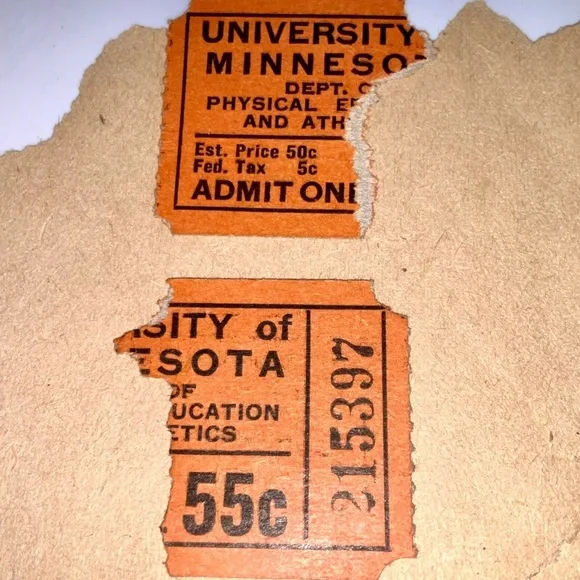 UNIVERSITY
MINNESO
DEPT. O
PHYSICAL E
AND ATH
Est. Price 50c
Fed. Tax 5c
ADMIT ONE
SITY of
ESOTA
OF
UCATION
ETICS
55c
215397